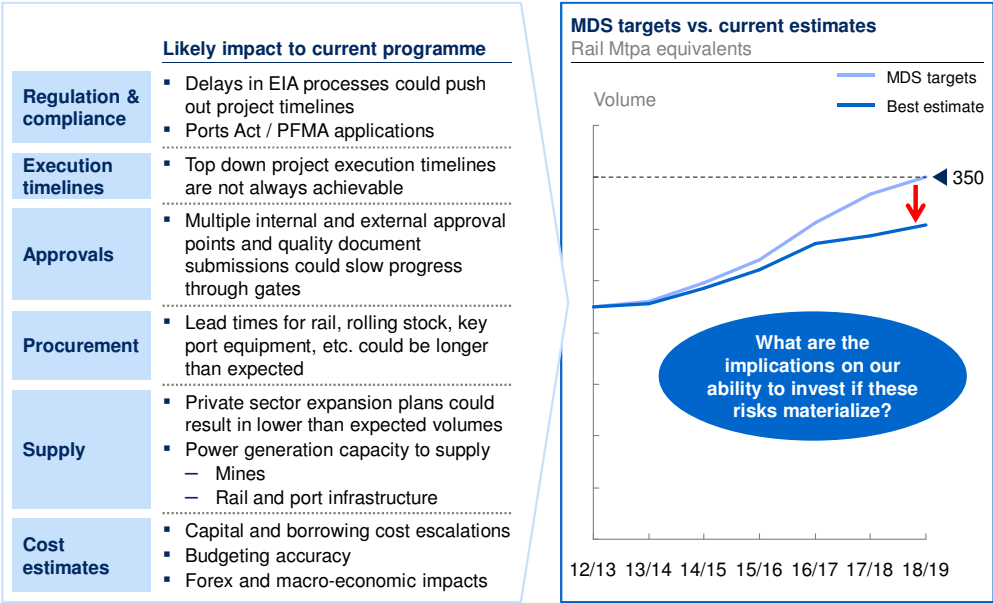 Likely impact to current programme
Regulation &
compliance
▪ Delays in EIA processes could push
out project timelines
▪ Ports Act / PFMA applications
Execution
timelines
▪ Top down project execution timelines
are not always achievable
Approvals
▪ Multiple internal and external approval
points and quality document
submissions could slow progress
through gates
Procurement
▪ Lead times for rail, rolling stock, key
port equipment, etc. could be longer
than expected
Supply
▪ Private sector expansion plans could
result in lower than expected volumes
▪ Power generation capacity to supply
– Mines
– Rail and port infrastructure
Cost
estimates
▪ Capital and borrowing cost escalations
▪ Budgeting accuracy
▪ Forex and macro-economic impacts
MDS targets vs. current estimates
Rail Mtpa equivalents
MDS targets
Best estimate
Volume
350
What are the
implications on our
ability to invest if these
risks materialize?
12/13 13/14 14/15 15/16 16/17 17/18 18/19